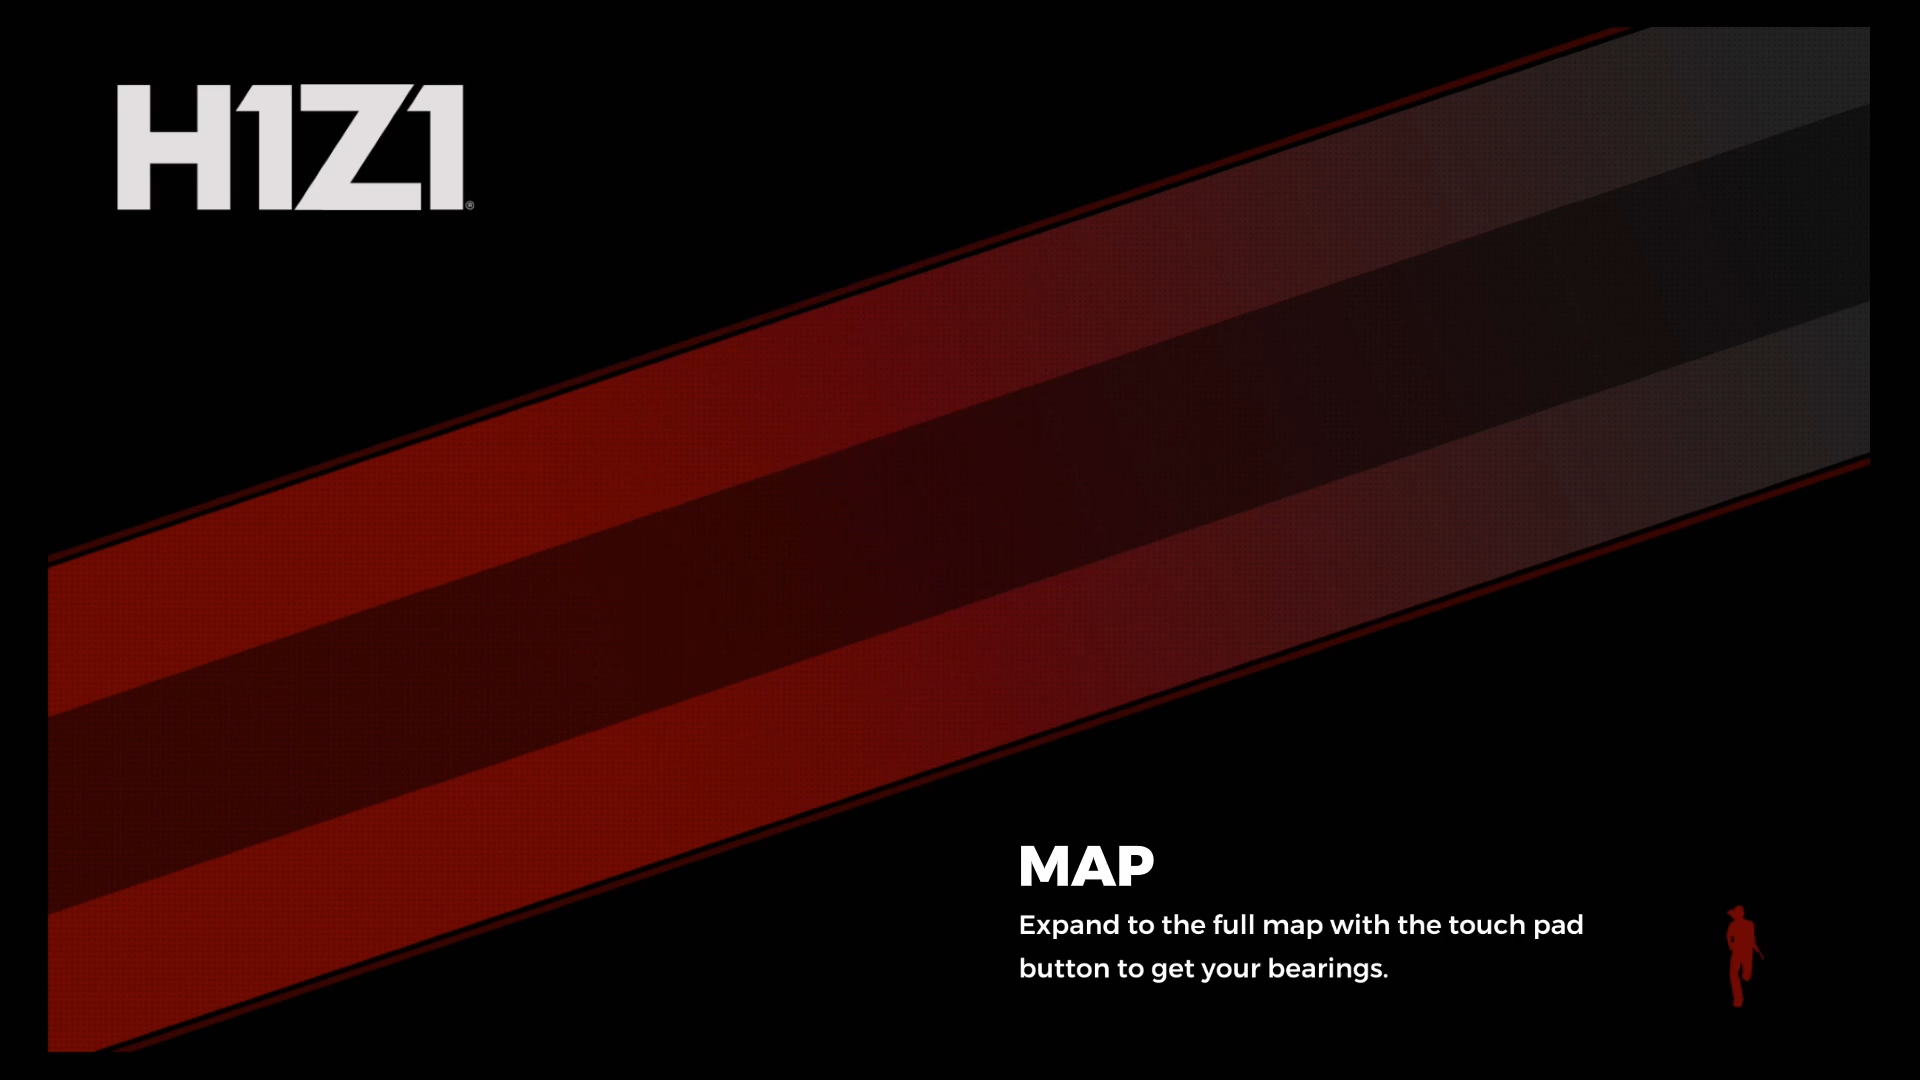 H1Z1®
MAP
Expand to the full map with the touch pad
button to get your bearings.